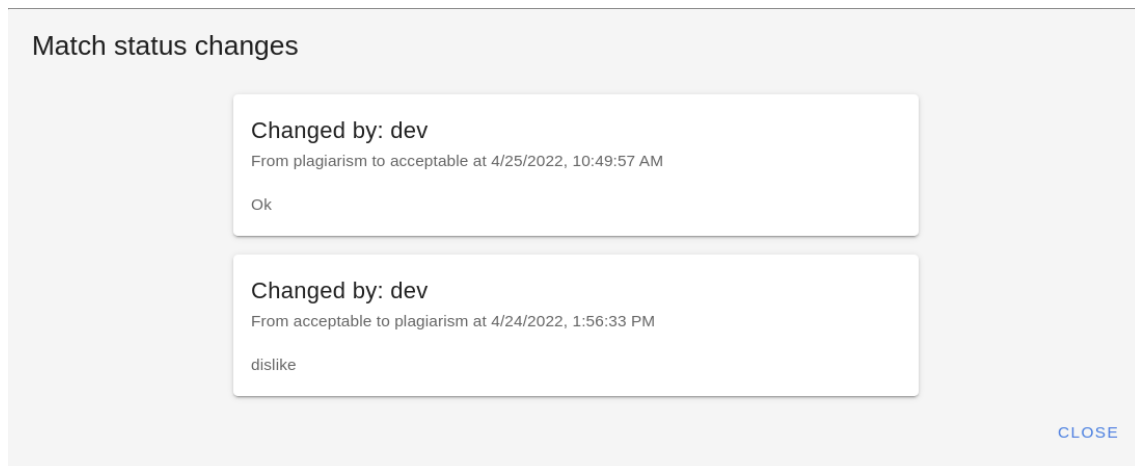 Match status changes
Changed by: dev
From plagiarism to acceptable at 4/25/2022, 10:49:57 AM
Ok
Changed by: dev
From acceptable to plagiarism at 4/24/2022, 1:56:33 PM
dislike
CLOSE